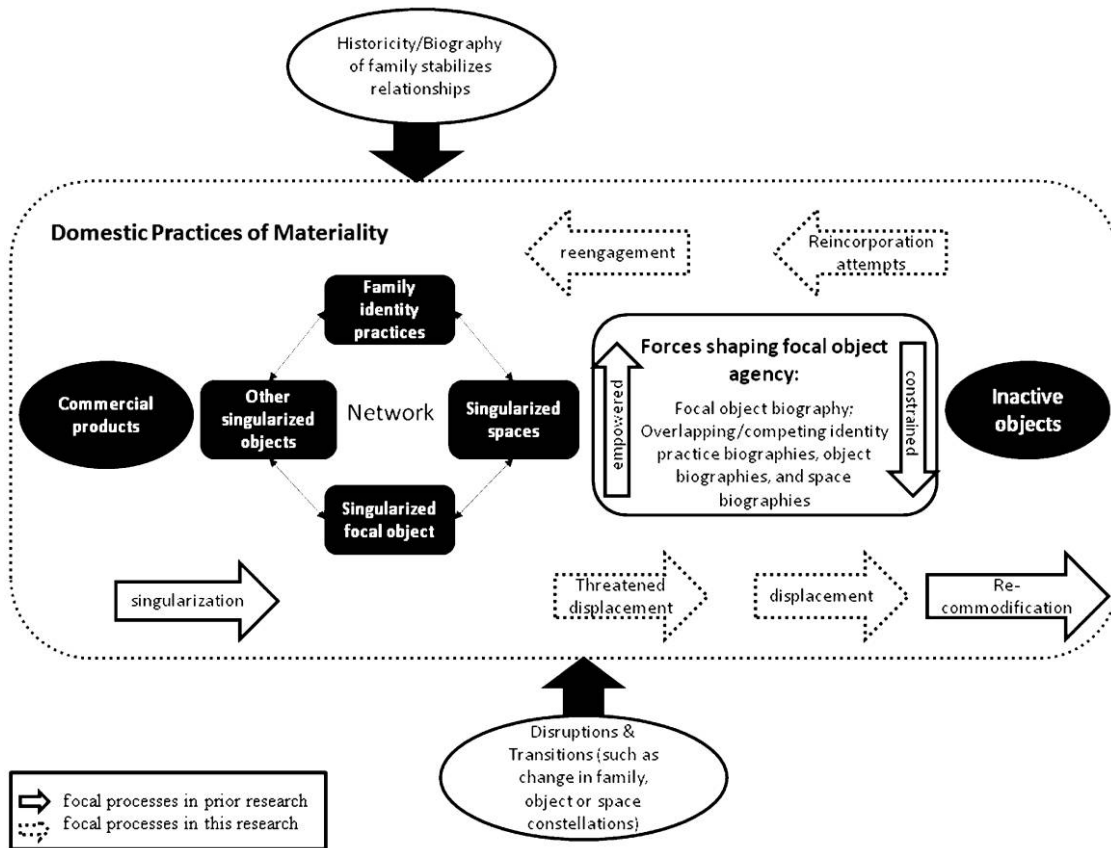 Historicity/Biography
of family stabilizes
relationships
Domestic Practices of Materiality
reengagement
Reincorporation
attempts
Family
identity
practices
Commercial
products
Other
singularized
objects
Network
Singularized
spaces
Singularized
focal object
empowered
Forces shaping focal object
agency:
Focal object biography;
Overlapping/competing identity
practice biographies, object
biographies, and space
biographies
constrained
Inactive
objects
singularization
Threatened
displacement
displacement
Re-
commodification
Disruptions &
Transitions (such as
change in family,
object or space
constellations)
focal processes in prior research
focal processes in this research